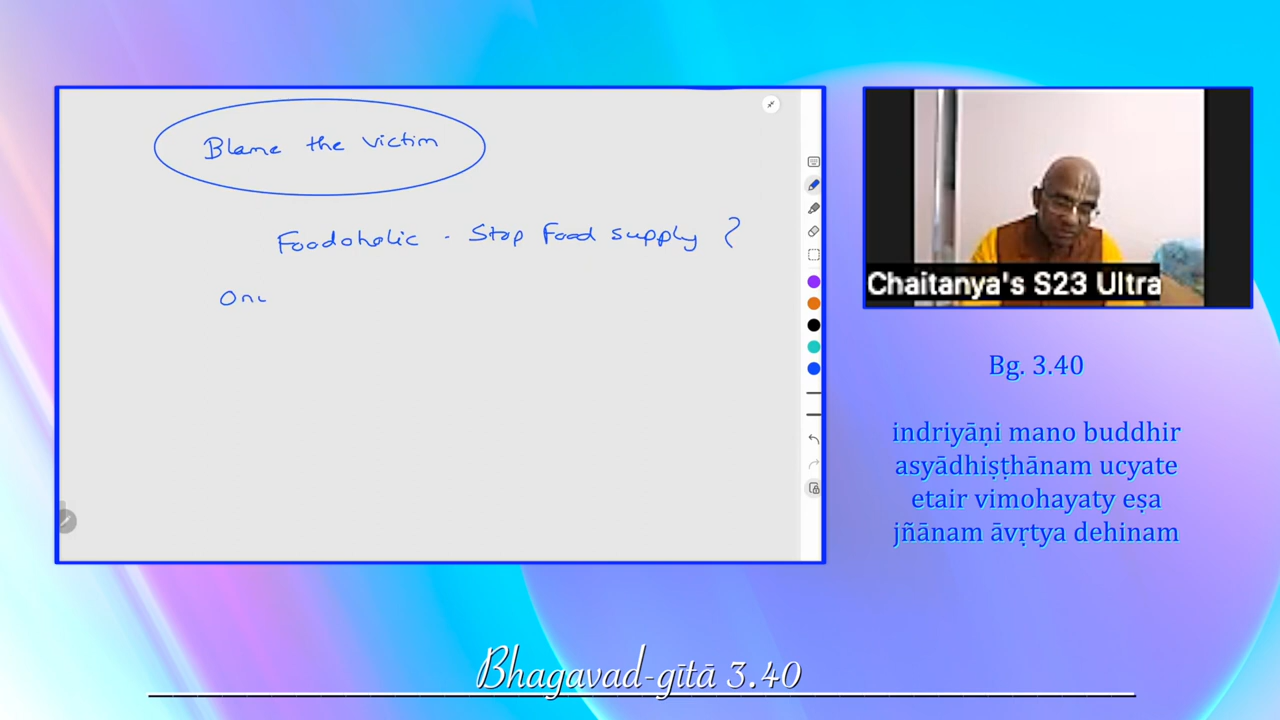 Blame the victim
Foodoholic - Stop Food supply ?
Chaitanya's S23 Ultra
Bg. 3.40
indriyāṇi mano buddhir
asyādhiṣṭhānam ucyate
etair vimohayaty eṣa
jñānam āvṛtya dehinam
Bhagavad-gītā 3.40